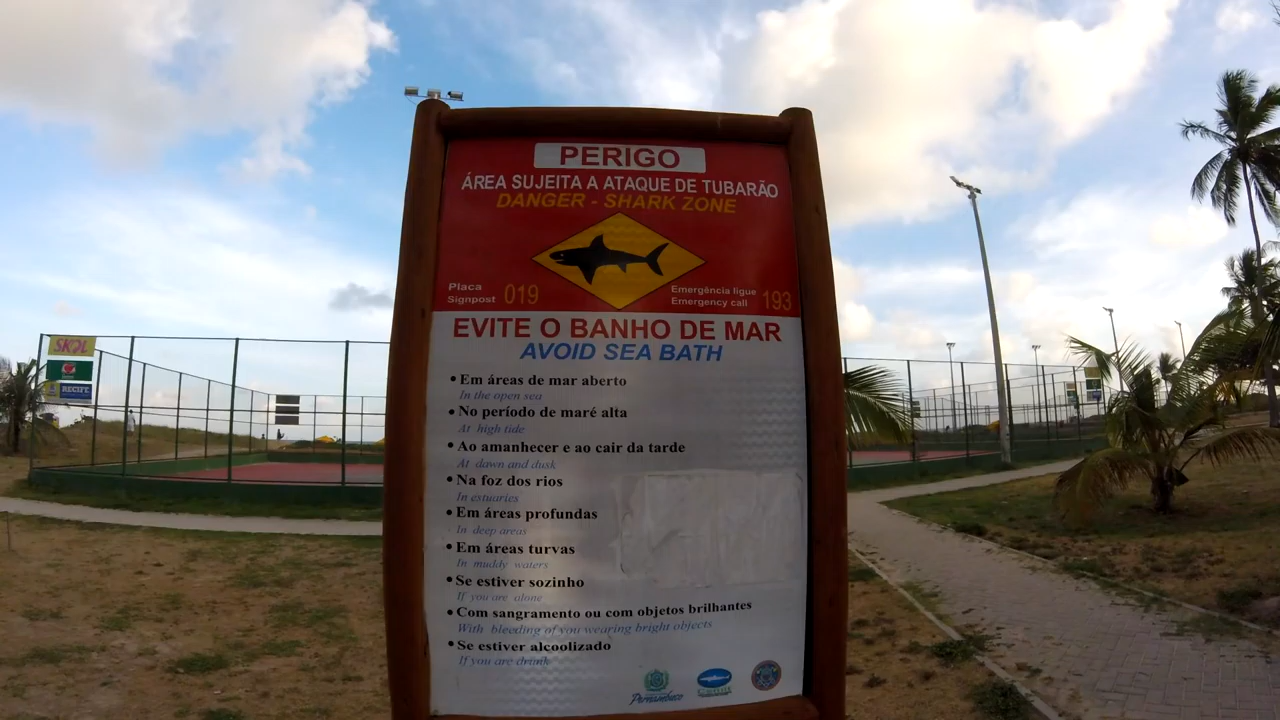 PERIGO
ÁREA SUJEITA A ATAQUE DE TUBARÃO
DANGER - SHARK ZONE
Placa
Signpost 019
Emergência ligue
Emergency call 193
EVITE O BANHO DE MAR
AVOID SEA BATH
• Em áreas de mar aberto
In the open sea
• No período de maré alta
At high tide
• Ao amanhecer e ao cair da tarde
At dawn and dusk
• Na foz dos rios
In estuaries
• Em áreas profundas
In deep areas
• Em áreas turvas
In muddy waters
• Se estiver sozinho
If you are alone
• Com sangramento ou com objetos brilhantes
With bleeding of you wearing bright objects
• Se estiver alcoolizado
If you are drunk
Pernambuco
SKOL
RECIFE